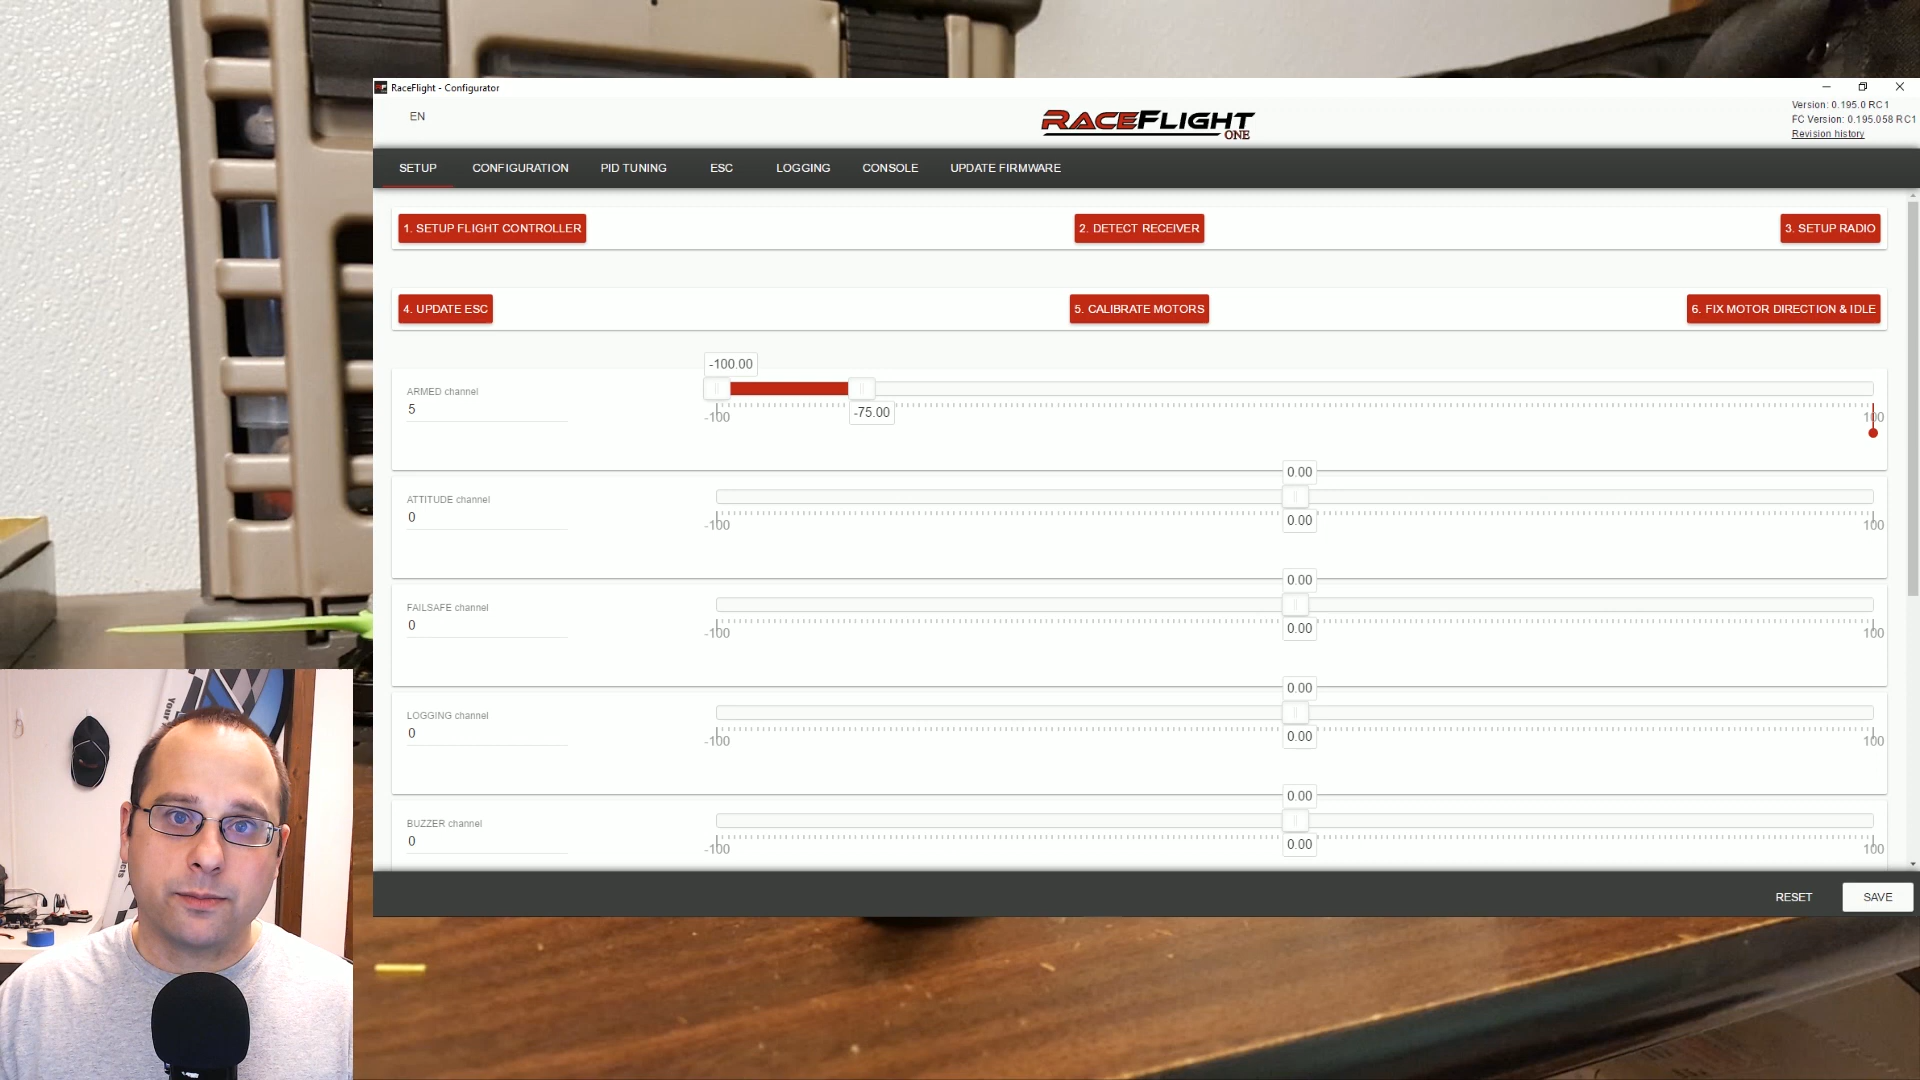 RaceFlight - Configurator
EN
RACEFLIGHT
ONE
Version: 0.195.0 RC1
FC Version: 0.195.058 RC1
Revision history
SETUP CONFIGURATION PID TUNING ESC LOGGING CONSOLE UPDATE FIRMWARE
1. SETUP FLIGHT CONTROLLER 2. DETECT RECEIVER 3. SETUP RADIO
4. UPDATE ESC 5. CALIBRATE MOTORS 6. FIX MOTOR DIRECTION & IDLE
-100.00
ARMED channel
5
-75.00
-100 100
0.00
ATTITUDE channel
0
0.00
-100 100
0.00
FAILSAFE channel
0
0.00
-100 100
0.00
LOGGING channel
0
0.00
-100 100
0.00
BUZZER channel
0
0.00
-100 100
RESET SAVE
Your